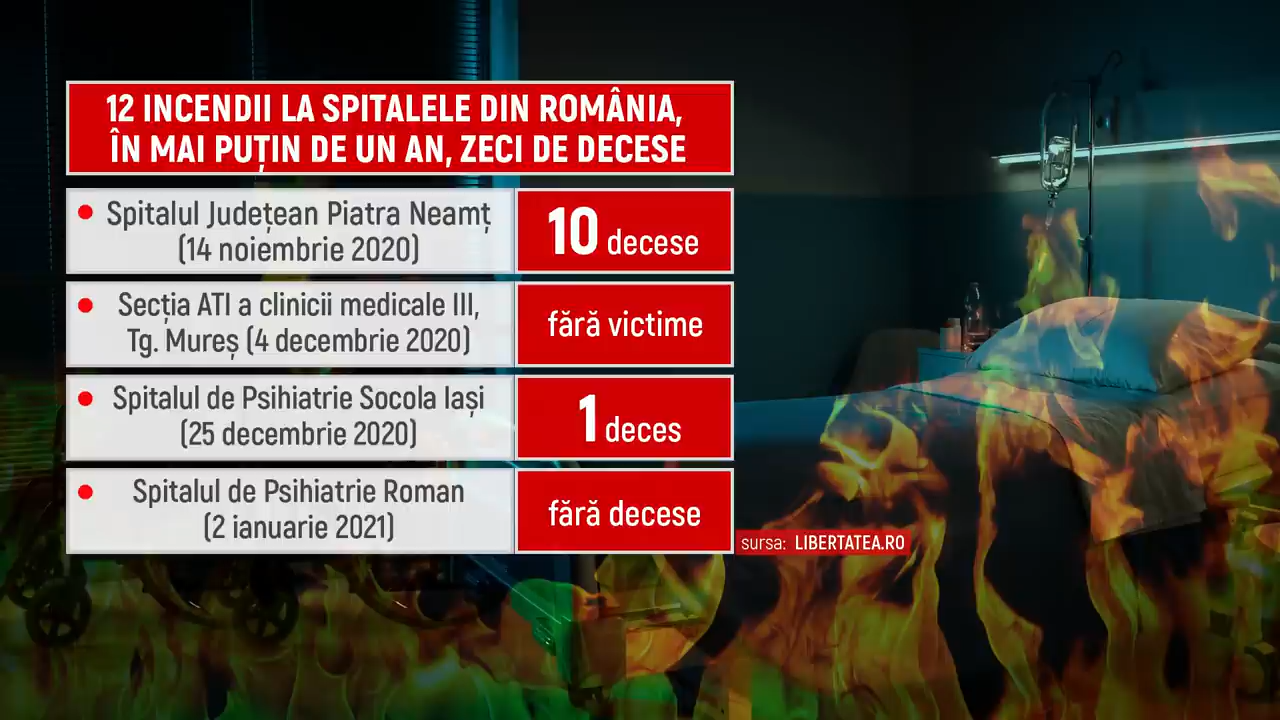 12 INCENDII LA SPITALELE DIN ROMÂNIA,
ÎN MAI PUȚIN DE UN AN, ZECI DE DECESE
• Spitalul Județean Piatra Neamț
(14 noiembrie 2020)
10 decese
• Secția ATI a clinicii medicale III,
Tg. Mureș (4 decembrie 2020)
fără victime
• Spitalul de Psihiatrie Socola Iași
(25 decembrie 2020)
1 deces
• Spitalul de Psihiatrie Roman
(2 ianuarie 2021)
fără decese
sursa: LIBERTATEA.RO